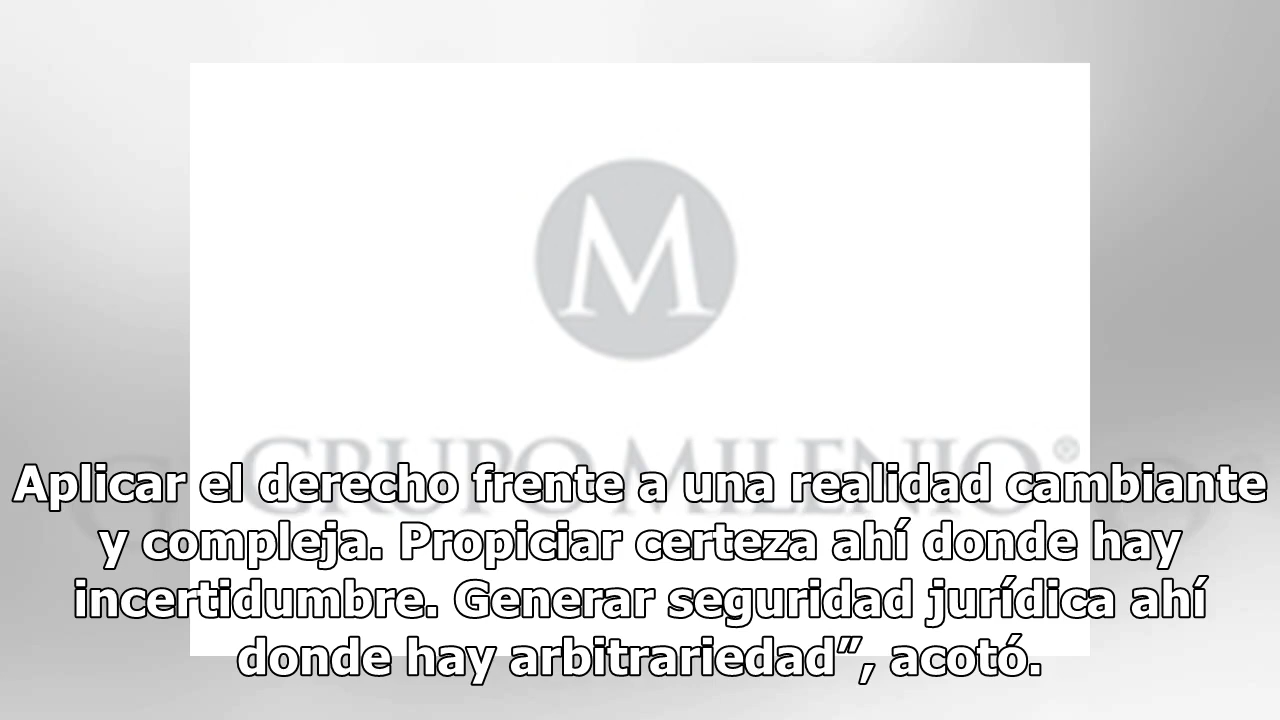 M
GRUPO MILENIO®
Aplicar el derecho frente a una realidad cambiante
y compleja. Propiciar certeza ahí donde hay
incertidumbre. Generar seguridad jurídica ahí
donde hay arbitrariedad”, acotó.